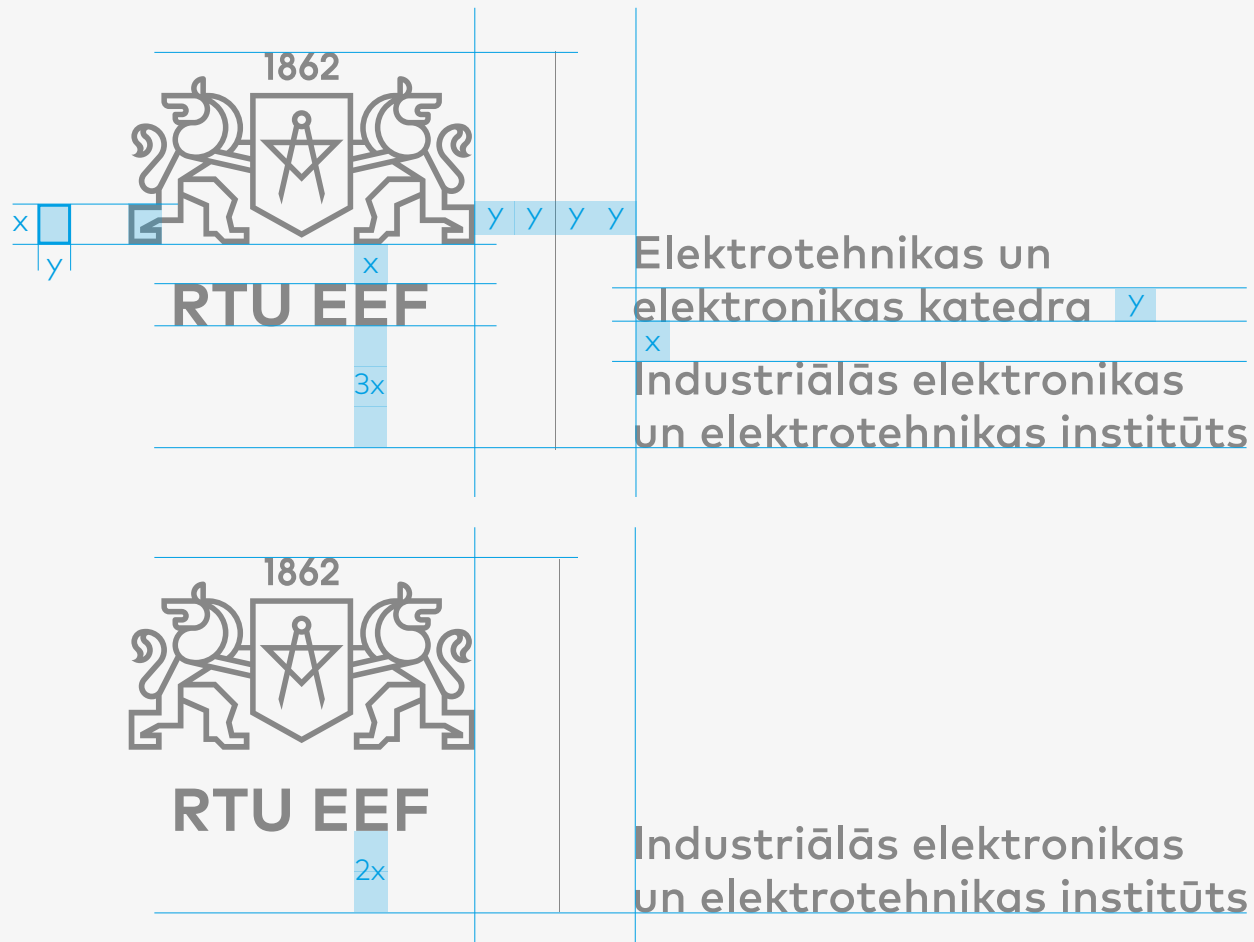 1862
x
y
y y y y
x
RTU EEF
3x
Elektrotehnikas un
elektronikas katedra
y
x
Industriālās elektronikas
un elektrotehnikas institūts
1862
RTU EEF
2x
Industriālās elektronikas
un elektrotehnikas institūts